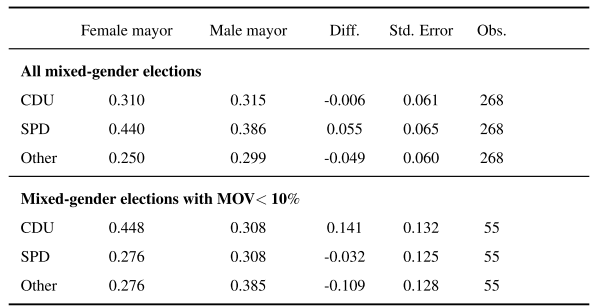 Female mayor Male mayor Diff. Std. Error Obs.
All mixed-gender elections
CDU 0.310 0.315 -0.006 0.061 268
SPD 0.440 0.386 0.055 0.065 268
Other 0.250 0.299 -0.049 0.060 268
Mixed-gender elections with MOV< 10%
CDU 0.448 0.308 0.141 0.132 55
SPD 0.276 0.308 -0.032 0.125 55
Other 0.276 0.385 -0.109 0.128 55